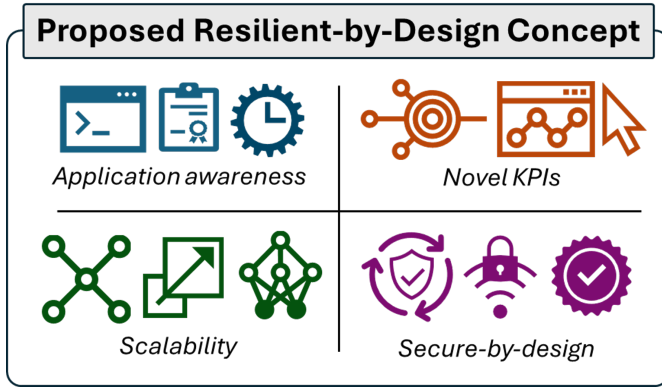 Proposed Resilient-by-Design Concept
Application awareness
Novel KPIs
Scalability
Secure-by-design